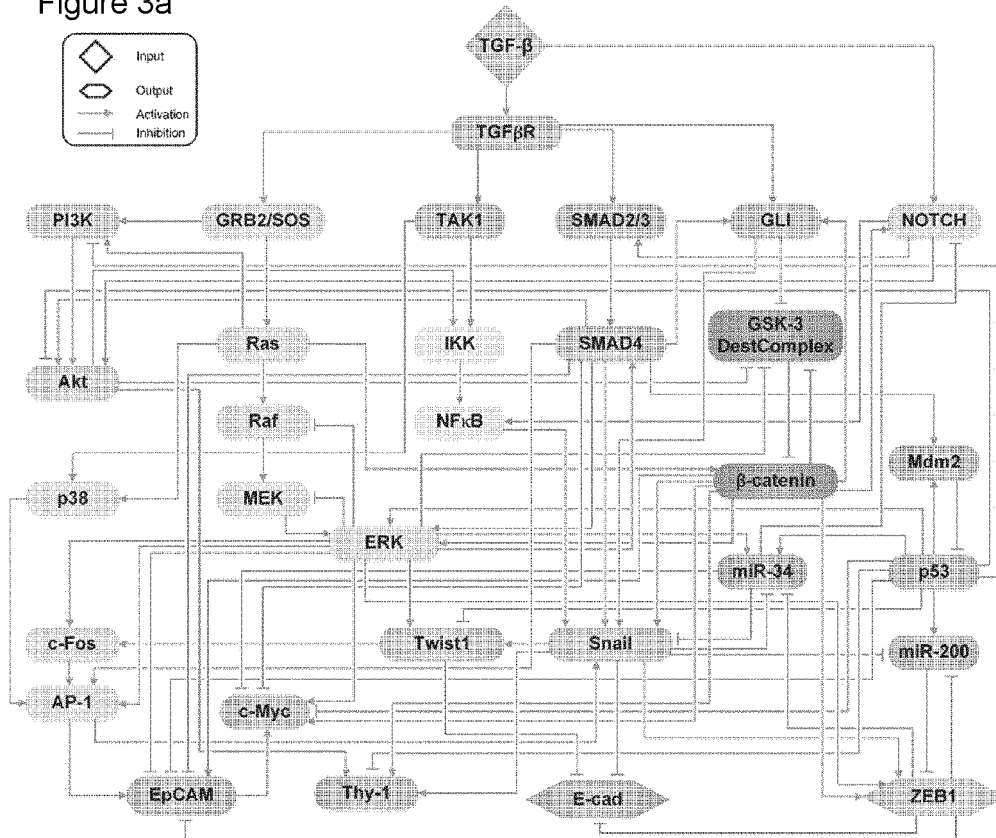 Figure 3a
TGF-β
Input
Output
Activation
Inhibition
TGFβR
PI3K
GRB2/SOS
TAK1
SMAD2/3
GLI
NOTCH
Ras
IKK
SMAD4
GSK-3
DestComplex
Akt
Raf
NFκB
Mdm2
p38
MEK
β-catenin
ERK
miR-34
p53
c-Fos
Twist1
Snail
miR-200
AP-1
c-Myc
EpCAM
Thy-1
E-cad
ZEB1